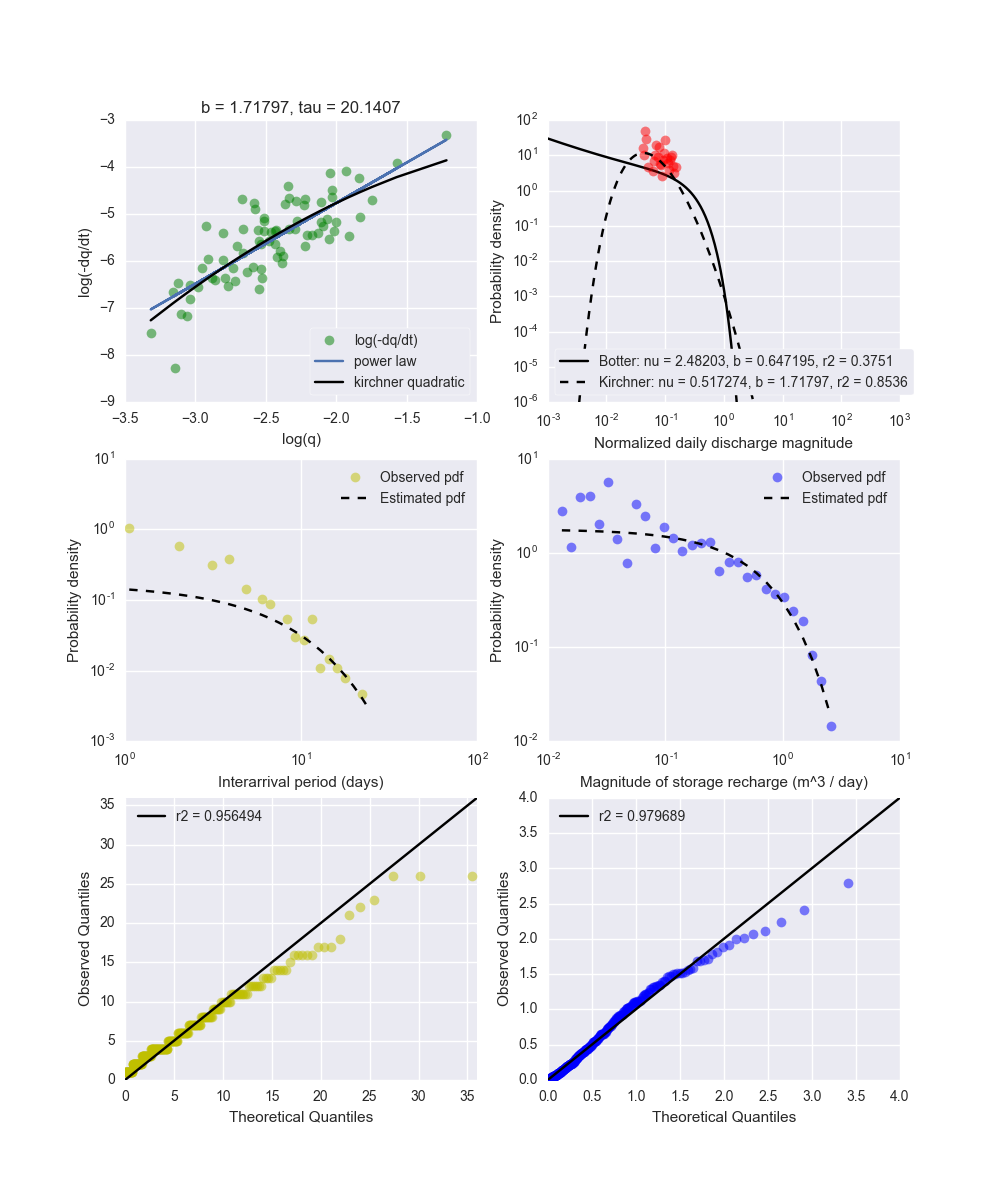 b = 1.71797, tau = 20.1407
log(-dq/dt)
−3
−4
−5
−6
−7
−8
−9
log(-dq/dt)
power law
kirchner quadratic
−3.5 −3.0 −2.5 −2.0 −1.5 −1.0
log(q)
Probability density
10^2
10^1
10^0
10^-1
10^-2
10^-3
10^-4
10^-5
10^-6
Botter: nu = 2.48203, b = 0.647195, r2 = 0.3751
Kirchner: nu = 0.517274, b = 1.71797, r2 = 0.8536
10^-3 10^-2 10^-1 10^0 10^1 10^2 10^3
Normalized daily discharge magnitude
Probability density
10^1
10^0
10^-1
10^-2
10^-3
Observed pdf
Estimated pdf
10^0 10^1 10^2
Interarrival period (days)
Probability density
10^1
10^0
10^-1
10^-2
Observed pdf
Estimated pdf
10^-2 10^-1 10^0 10^1
Magnitude of storage recharge (m^3 / day)
Observed Quantiles
35
30
25
20
15
10
5
0
r2 = 0.956494
0 5 10 15 20 25 30 35
Theoretical Quantiles
Observed Quantiles
4.0
3.5
3.0
2.5
2.0
1.5
1.0
0.5
0.0
r2 = 0.979689
0.0 0.5 1.0 1.5 2.0 2.5 3.0 3.5 4.0
Theoretical Quantiles